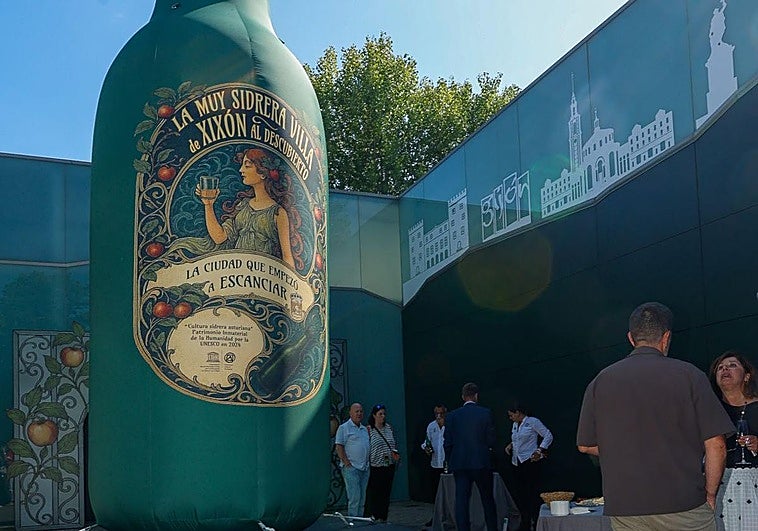 LA MUY SIDRERA VILLA
de XIXÓN AL DESCUBIERTO
LA CIUDAD QUE EMPEZÓ
A ESCANCIAR
"Cultura sidrera asturiana"
Patrimonio Inmaterial
de la Humanidad por la
UNESCO en 2024
gijón